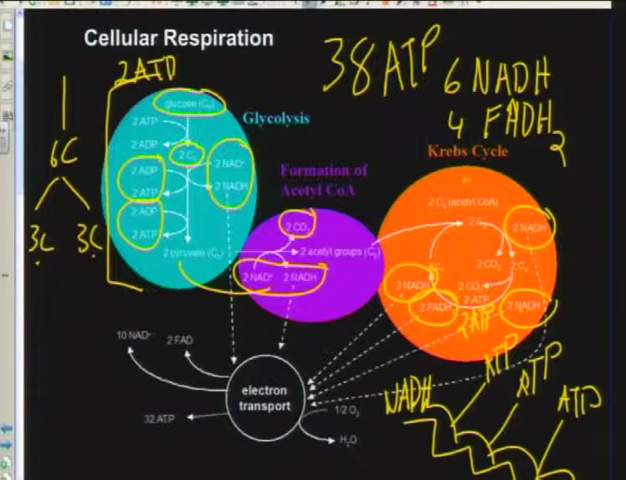 Cellular Respiration
38 ATP
6 NADH
4 FADH2
2 ATP
glucose (C6)
Glycolysis
2 ATP
2 ADP
6C
2 C3
2 NAD+
2 ADP
2 ATP
2 NADH
3C 3C
2 ADP
2 ATP
2 pyruvate (C3)
Formation of
Acetyl CoA
2 CO2
2 acetyl groups (C2)
2 NAD+
2 NADH
Krebs Cycle
2 C2 (acetyl CoA)
2 NADH
2 CO2
2 CO2
2 NADH
2 ATP
2 FADH
2 NADH
2 ATP
10 NAD+
2 FAD
electron
transport
32 ATP
1/2 O2
H2O
NADH
ATP
ATP
ATP